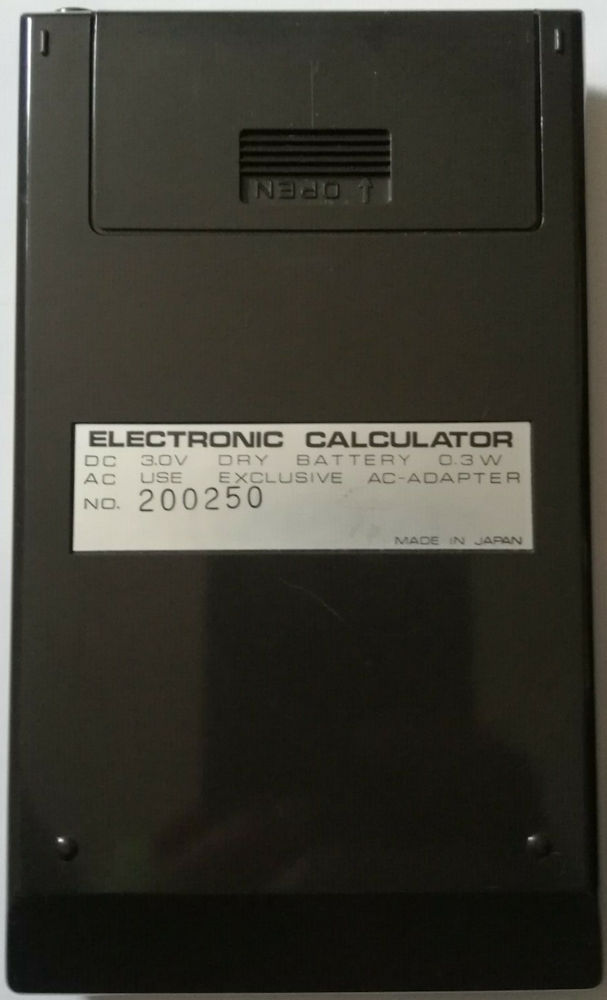 OPEN ↓
ELECTRONIC CALCULATOR
DC 3.0V DRY BATTERY 0.3W
AC USE EXCLUSIVE AC-ADAPTER
NO. 200250
MADE IN JAPAN